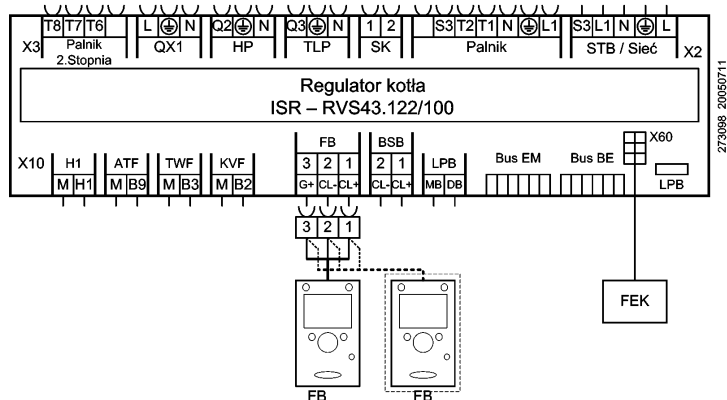 T8 T7 T6 L N Q2 N Q3 N 1 2 S3 T2 T1 N L1 S3 L1 N L
X3 Palnik QX1 HP TLP SK Palnik STB / Sieć X2
2.Stopnia
Regulator kotła
ISR – RVS43.122/100
273098 20050711
FB BSB X60
X10 H1 ATF TWF KVF 3 2 1 2 1 LPB Bus EM Bus BE
M H1 M B9 M B3 M B2 G+ CL- CL+ CL- CL+ MB DB LPB
3 2 1
FEK
FB FB